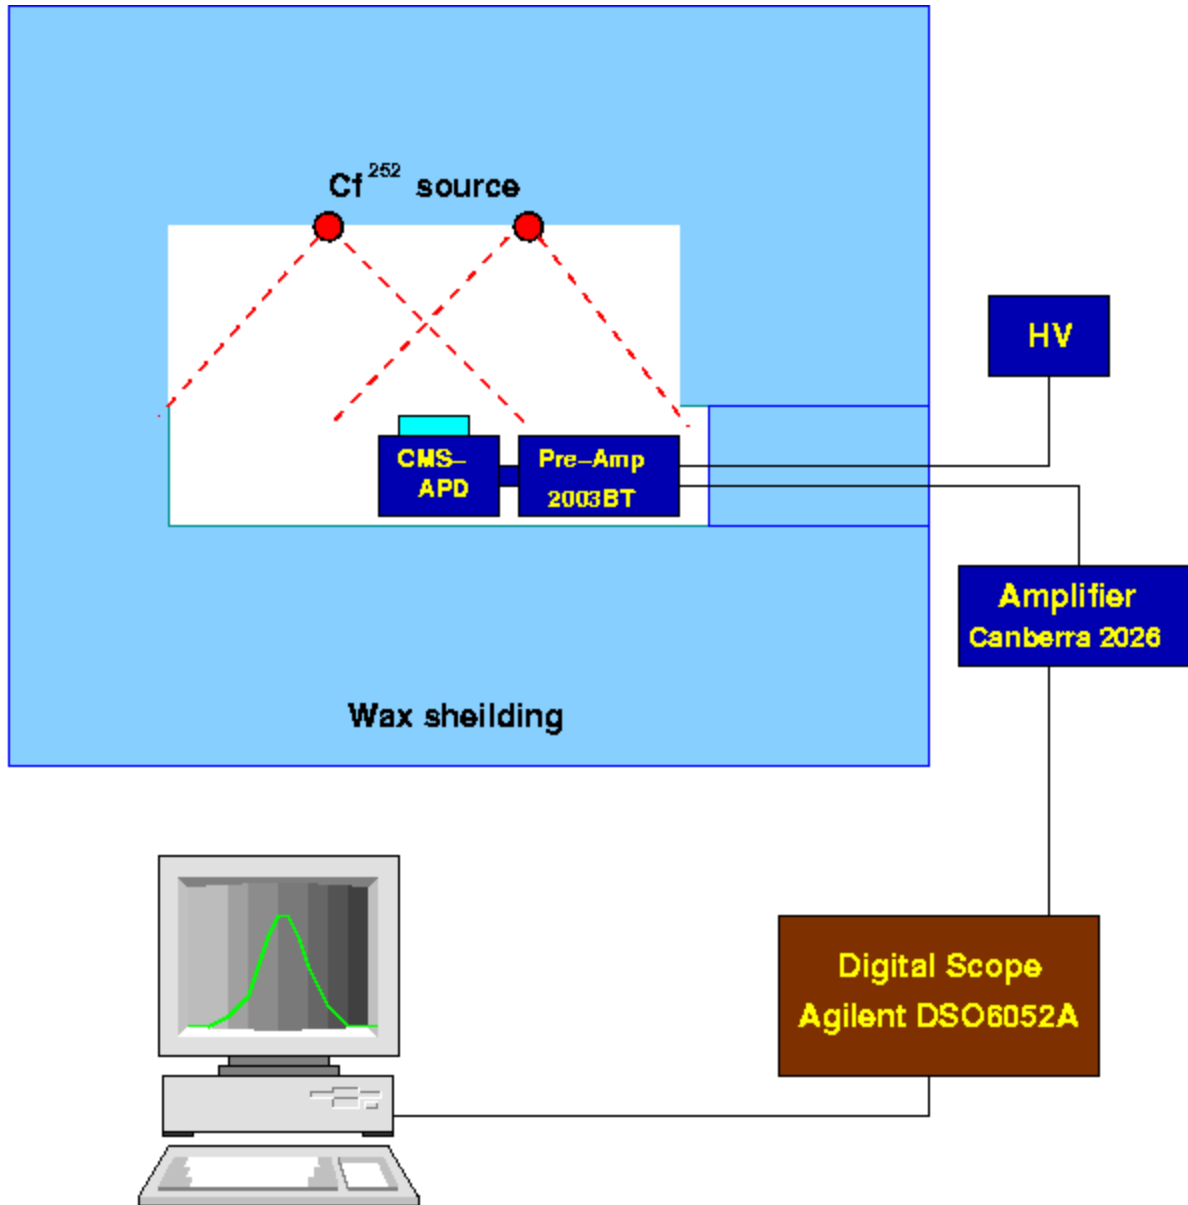 Cf252 source
HV
CMS–
APD
Pre–Amp
2003BT
Amplifier
Canberra 2026
Wax sheilding
Digital Scope
Agilent DSO6052A